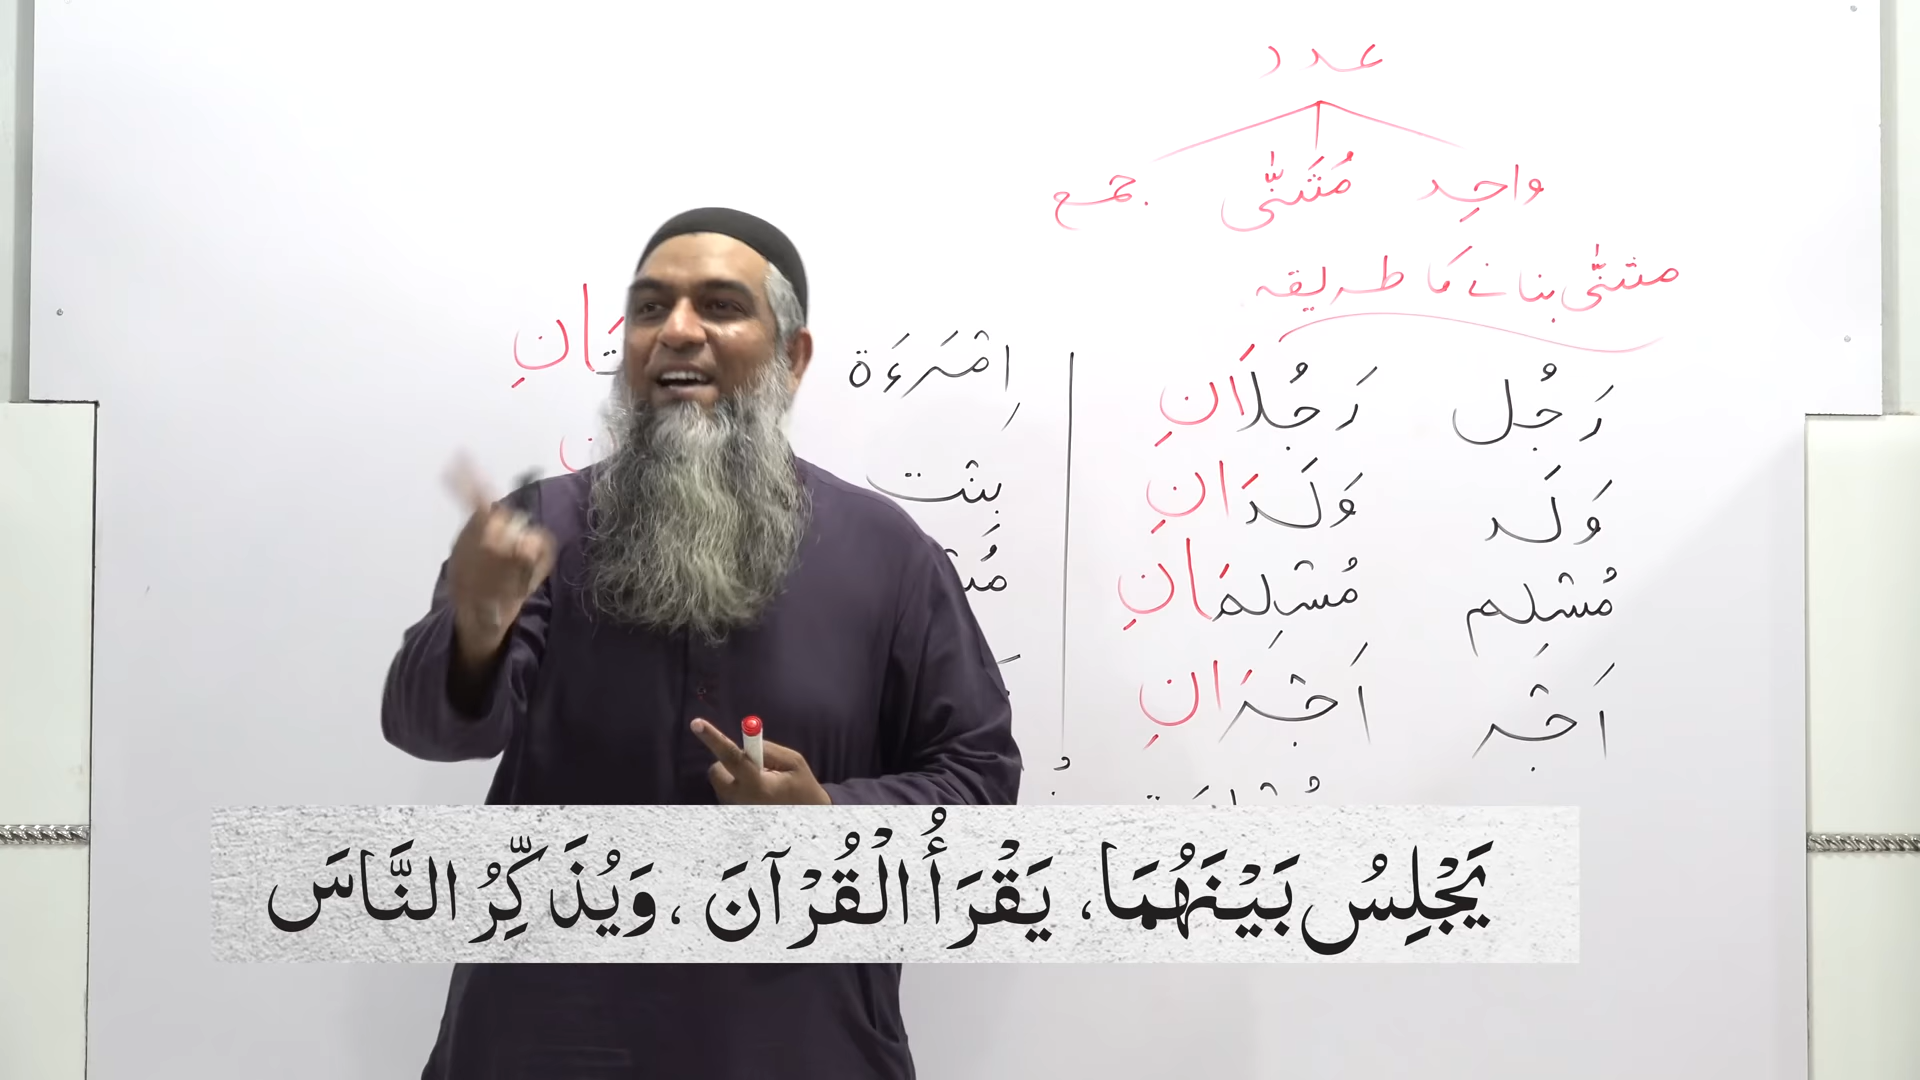 عدد
واحِد مُثَنّٰى جمع
مثنّٰى بنانے کا طریقہ
رَجُل رَجُلَانِ
وَلَد وَلَدَانِ
مُسْلِم مُسْلِمَانِ
اَجْر اَجْرَانِ
اِمْرَءَة
بِنْت
يَجْلِسُ بَيْنَهُمَا، يَقْرَأُ الْقُرْآنَ، وَيُذَكِّرُ النَّاسَ